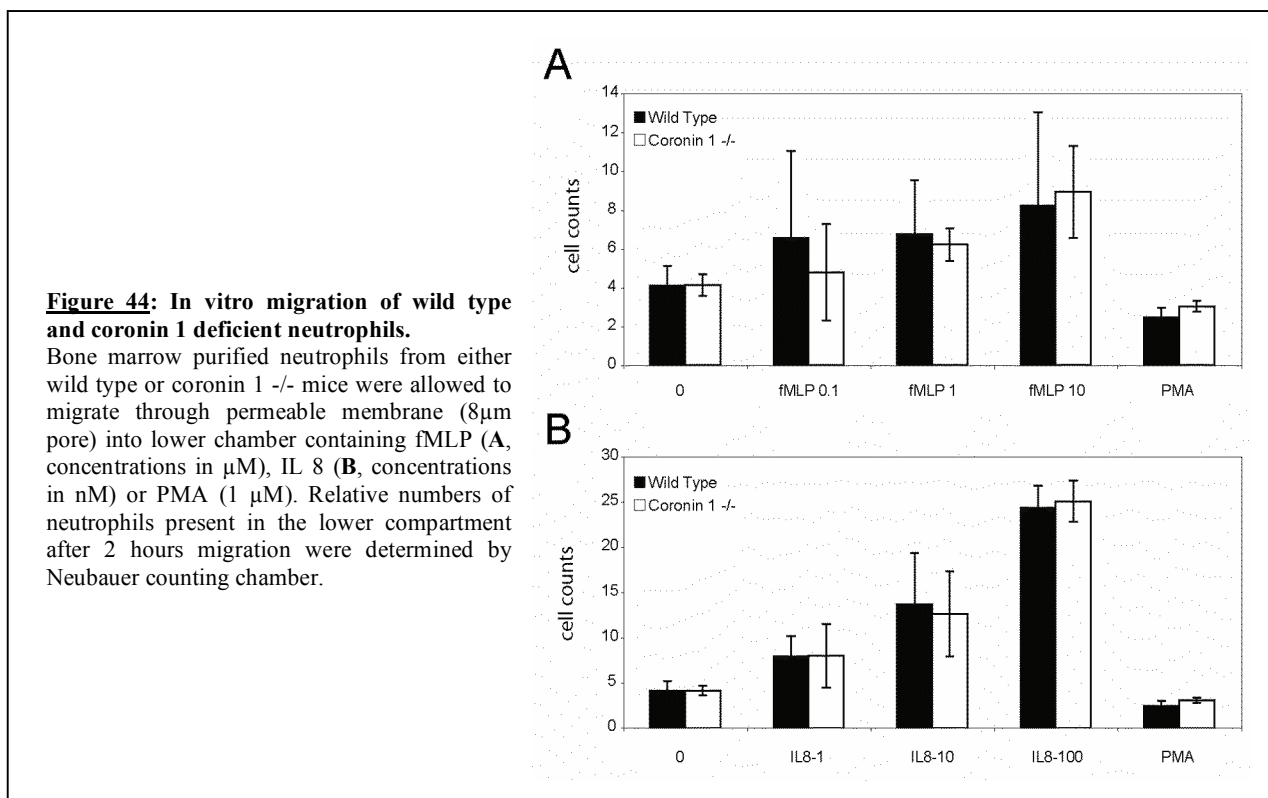 Figure 44: In vitro migration of wild type
and coronin 1 deficient neutrophils.
Bone marrow purified neutrophils from either
wild type or coronin 1 -/- mice were allowed to
migrate through permeable membrane (8µm
pore) into lower chamber containing fMLP (A,
concentrations in µM), IL 8 (B, concentrations
in nM) or PMA (1 µM). Relative numbers of
neutrophils present in the lower compartment
after 2 hours migration were determined by
Neubauer counting chamber.
A
cell counts
14
12
10
8
6
4
2
0
Wild Type
Coronin 1 -/-
0 fMLP 0.1 fMLP 1 fMLP 10 PMA
B
cell counts
30
25
20
15
10
5
0
Wild Type
Coronin 1 -/-
0 IL8-1 IL8-10 IL8-100 PMA